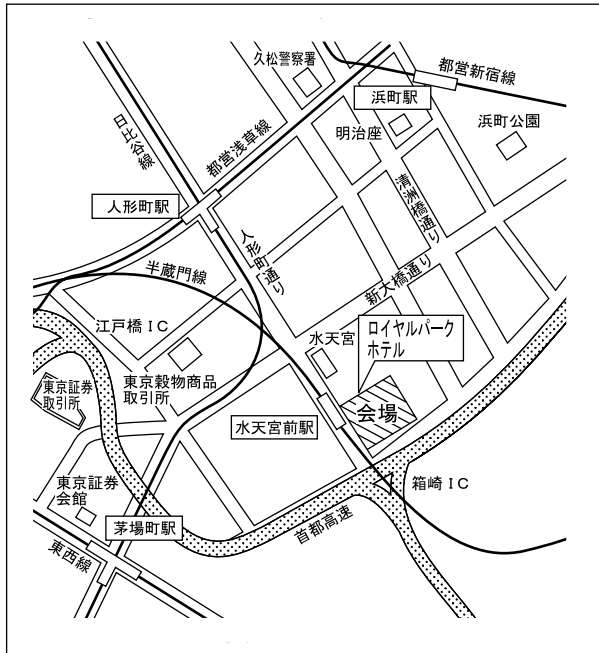 久松警察署
都営新宿線
浜町駅
日比谷線
都営浅草線
明治座
浜町公園
清洲橋通り
人形町駅
人形町通り
半蔵門線
新大橋通り
江戸橋IC
水天宮
ロイヤルパーク
ホテル
東京穀物商品
取引所
東京証券
取引所
会場
水天宮前駅
東京証券
会館
箱崎IC
茅場町駅
首都高速
東西線